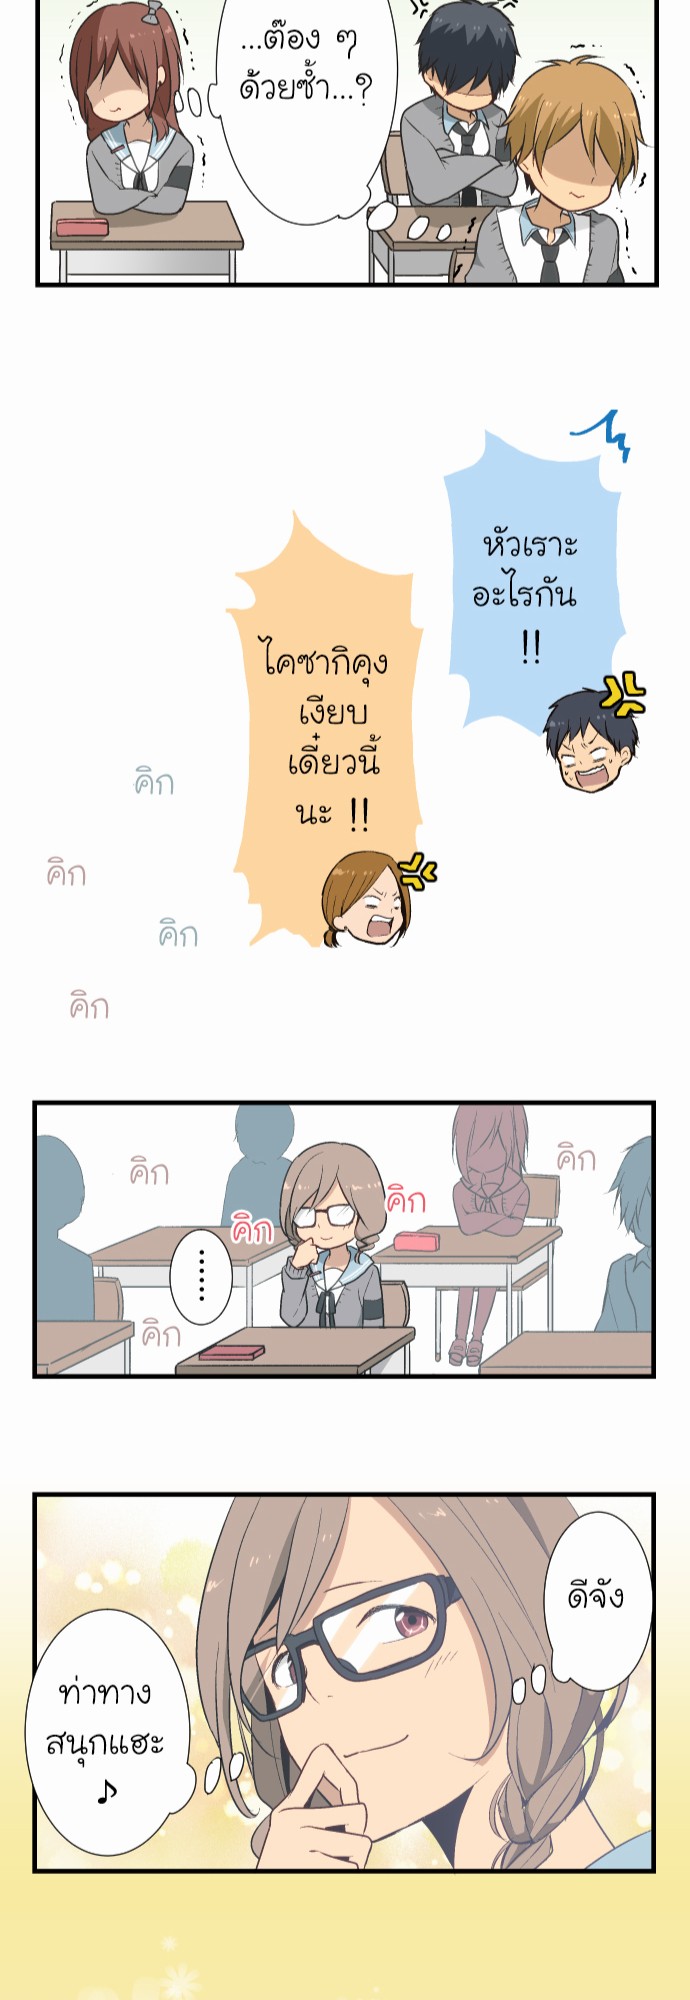 ...ต๊อง ๆ
ด้วยซ้ำ...?
หัวเราะ
อะไรกัน
!!
ไคซากิคุง
เงียบ
เดี๋ยวนี้
นะ !!
คิก
คิก
คิก
คิก
คิก
คิก
คิก
คิก
......
คิก
ดีจัง
ท่าทาง
สนุกแฮะ
♪